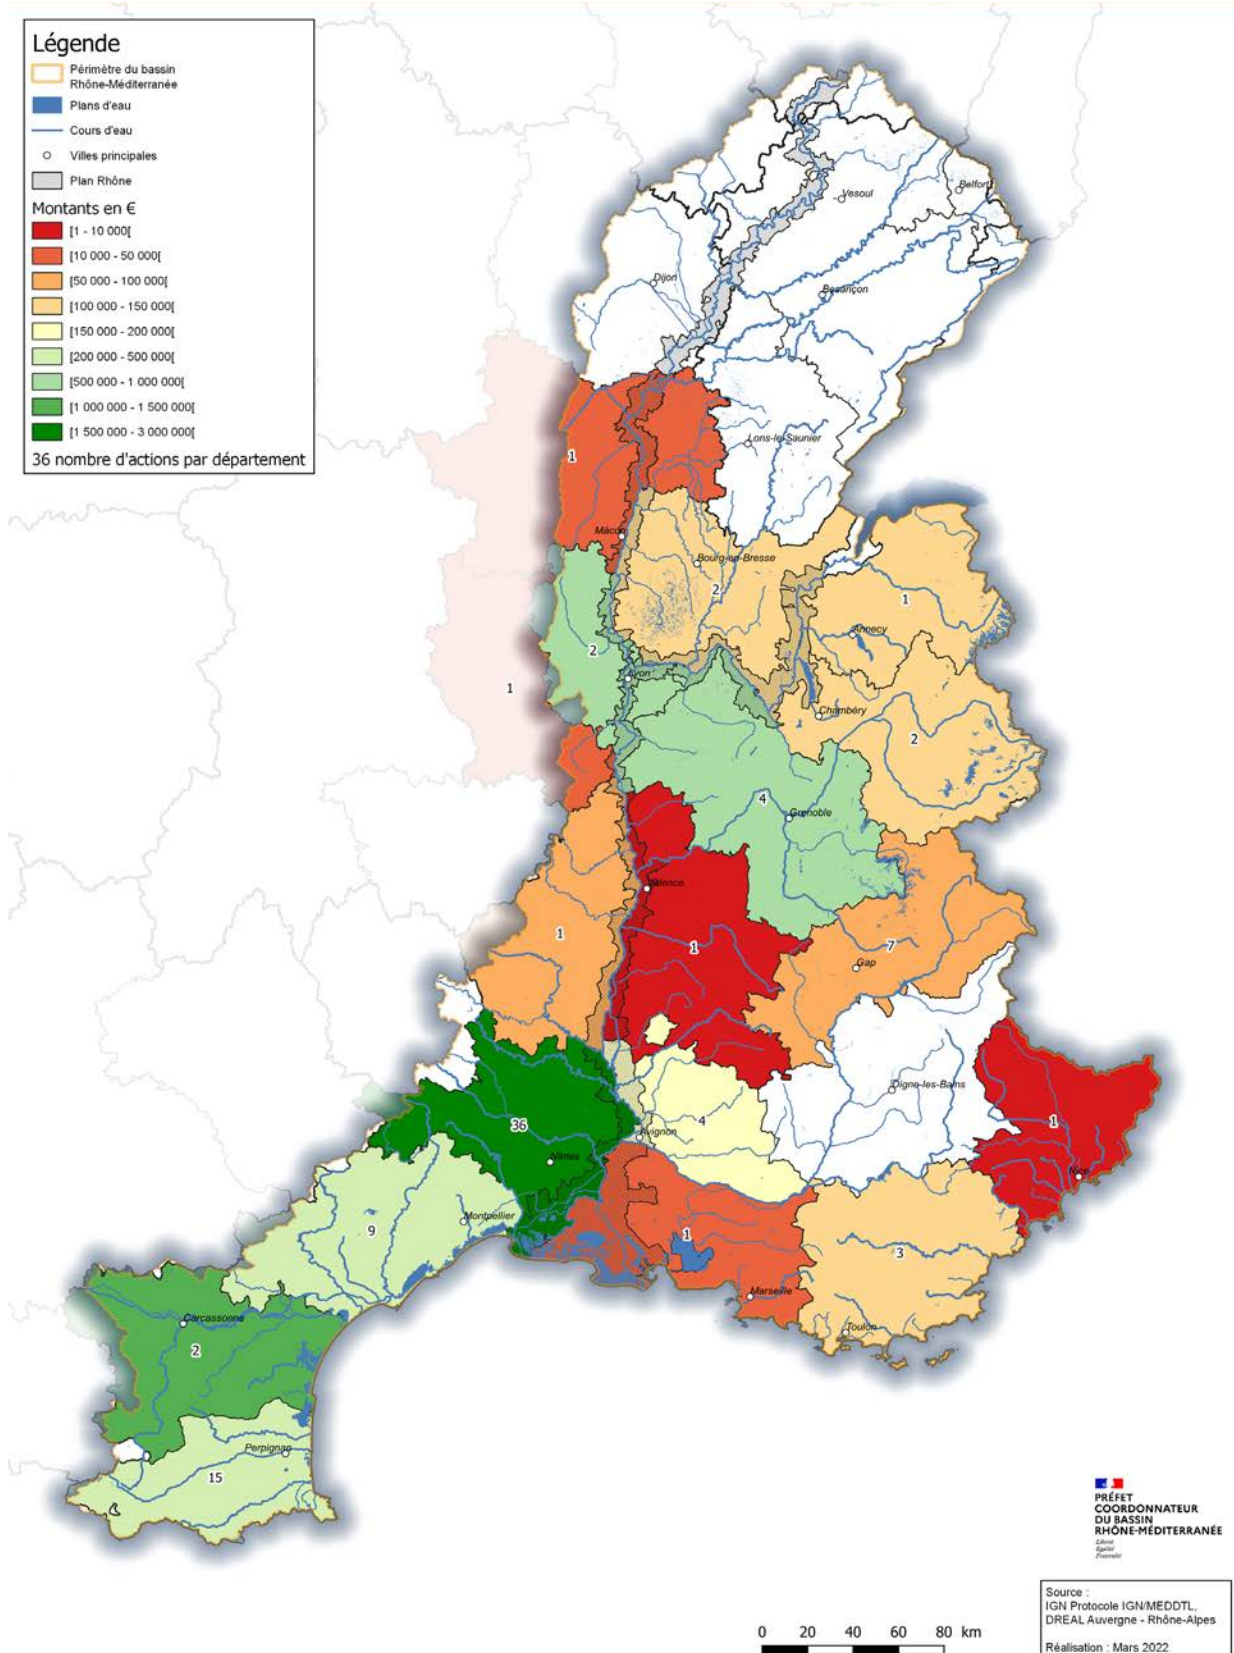 Légende
Périmètre du bassin
Rhône-Méditerranée
Plans d'eau
Cours d'eau
Villes principales
Plan Rhône
Montants en €
[1 - 10 000[
[10 000 - 50 000[
[50 000 - 100 000[
[100 000 - 150 000[
[150 000 - 200 000[
[200 000 - 500 000[
[500 000 - 1 000 000[
[1 000 000 - 1 500 000[
[1 500 000 - 3 000 000[
36 nombre d'actions par département
Belfort
Vesoul
Dijon
Besançon
Lons-le-Saunier
1
Mâcon
Bourg-en-Bresse
2
1
Annecy
2
Lyon
1
Chambéry
2
4
Grenoble
Valence
1
1
7
Gap
Digne-les-Bains
36
Avignon
4
1
Nîmes
Nice
Montpellier
9
1
3
Marseille
Toulon
Carcassonne
2
Perpignan
15
PRÉFET
COORDONNATEUR
DU BASSIN
RHÔNE-MÉDITERRANÉE
Liberté
Égalité
Fraternité
Source :
IGN Protocole IGN/MEDDTL,
DREAL Auvergne - Rhône-Alpes
Réalisation : Mars 2022
0 20 40 60 80 km